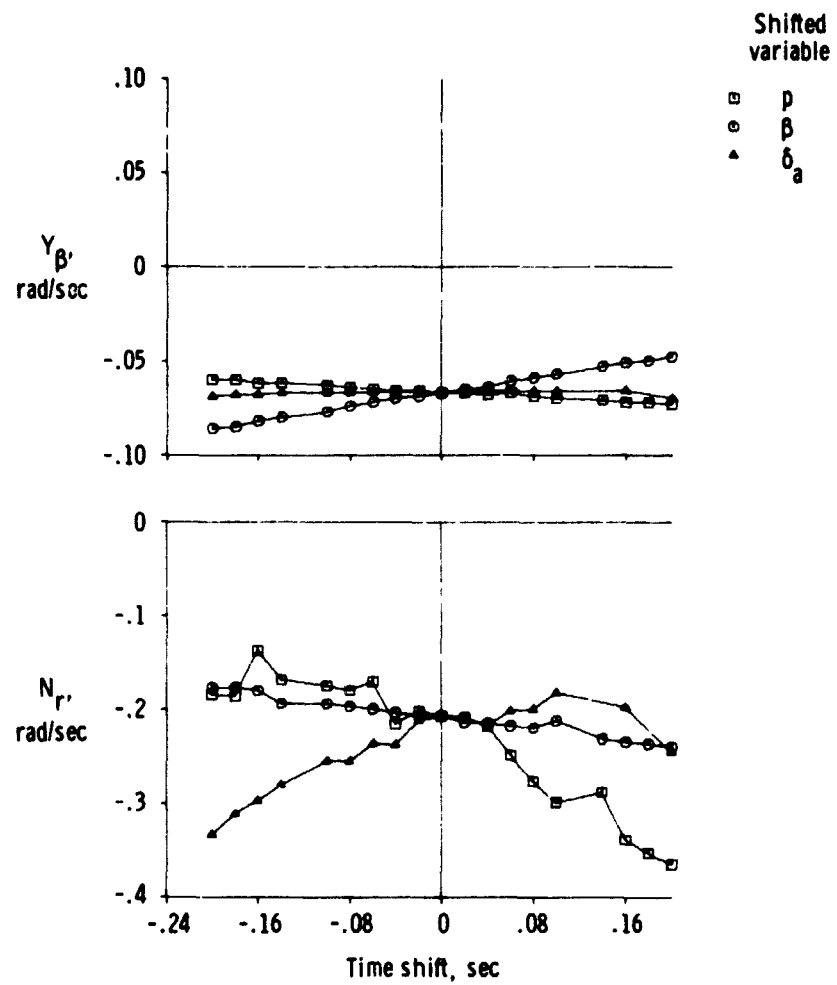 Shifted
variable
p
β
δa
.10
.05
0
-.05
-.10
Yβ,
rad/sec
0
-.1
-.2
-.3
-.4
Nr,
rad/sec
-.24 -.16 -.08 0 .08 .16
Time shift, sec